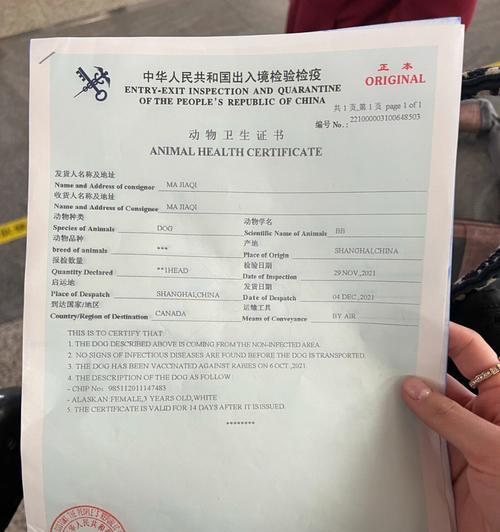 中华人民共和国出入境检验检疫
ENTRY-EXIT INSPECTION AND QUARANTINE
OF THE PEOPLE'S REPUBLIC OF CHINA
正本
ORIGINAL
共 1 页,第 1 页 page 1 of 1
编号 No.: 221000003100648503
动物卫生证书
ANIMAL HEALTH CERTIFICATE
发货人名称及地址
Name and Address of consignor MA JIAQI
收货人名称及地址
Name and Address of Consignee MA JIAQI
动物种类 动物学名
Species of Animals DOG Scientific Name of Animals BB
动物品种 产地
breed of animals *** Place of Origin SHANGHAI,CHINA
报检数量 检验日期
Quantity Declared **1HEAD Date of Inspection 29 NOV.,2021
启运地 发货日期
Place of Despatch SHANGHAI,CHINA Date of Despatch 04 DEC.,2021
到达国家/地区 运输工具
Country/Region of Destination CANADA Means of Conveyance BY AIR
THIS IS TO CERTIFY THAT:
1. THE DOG DESCRIBED ABOVE IS COMING FROM THE NON-INFECTED AREA.
2. NO SIGNS OF INFECTIOUS DISEASES ARE FOUND BEFORE THE DOG IS TRANSPORTED.
3. THE DOG HAS BEEN VACCINATED AGAINST RABIES ON 6 OCT.,2021.
4. THE DESCRIPTION OF THE DOG AS FOLLOW:
- CHIP No: 985112011147483
- ALASKAN FEMALE,3 YEARS OLD,WHITE
5. THE CERTIFICATE IS VALID FOR 14 DAYS AFTER IT IS ISSUED.
********
THE PEOPLE'S
华人民共和